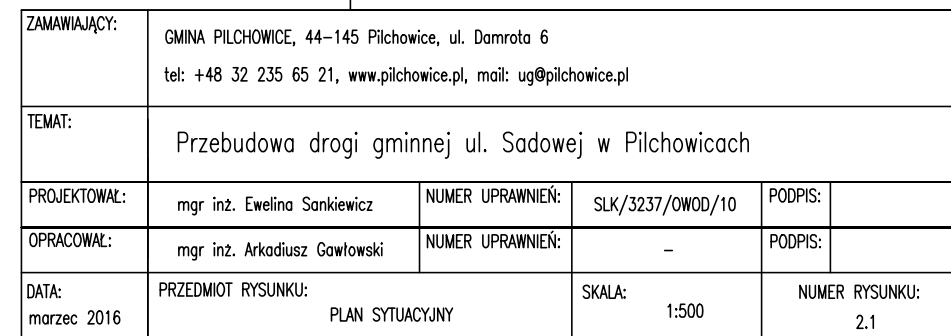 ZAMAWIAJĄCY:
GMINA PILCHOWICE, 44-145 Pilchowice, ul. Damrota 6
tel: +48 32 235 65 21, www.pilchowice.pl, mail: ug@pilchowice.pl
TEMAT:
Przebudowa drogi gminnej ul. Sadowej w Pilchowicach
PROJEKTOWAŁ: mgr inż. Ewelina Sankiewicz NUMER UPRAWNIEŃ: SLK/3237/OWOD/10 PODPIS:
OPRACOWAŁ: mgr inż. Arkadiusz Gawłowski NUMER UPRAWNIEŃ: – PODPIS:
DATA: PRZEDMIOT RYSUNKU: SKALA: NUMER RYSUNKU:
marzec 2016 PLAN SYTUACYJNY 1:500 2.1